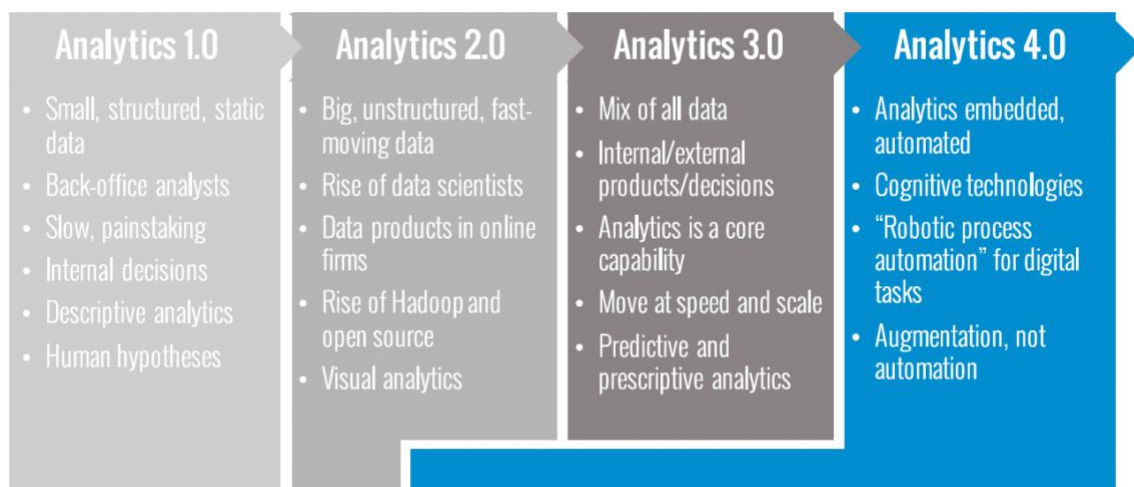 Analytics 1.0
• Small, structured, static
data
• Back-office analysts
• Slow, painstaking
• Internal decisions
• Descriptive analytics
• Human hypotheses
Analytics 2.0
• Big, unstructured, fast-
moving data
• Rise of data scientists
• Data products in online
firms
• Rise of Hadoop and
open source
• Visual analytics
Analytics 3.0
• Mix of all data
• Internal/external
products/decisions
• Analytics is a core
capability
• Move at speed and scale
• Predictive and
prescriptive analytics
Analytics 4.0
• Analytics embedded,
automated
• Cognitive technologies
• “Robotic process
automation” for digital
tasks
• Augmentation, not
automation